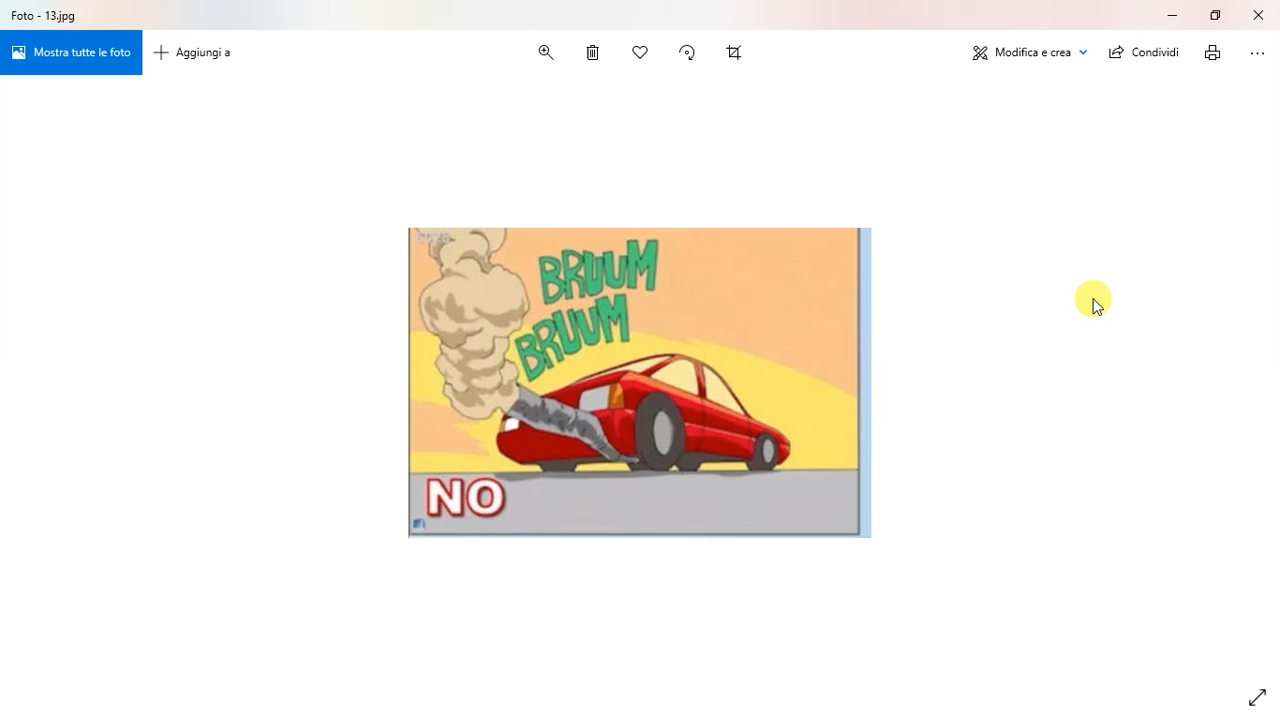 Foto - 13.jpg
Mostra tutte le foto
Aggiungi a
Modifica e crea
Condividi
BRUUM
BRUUM
NO